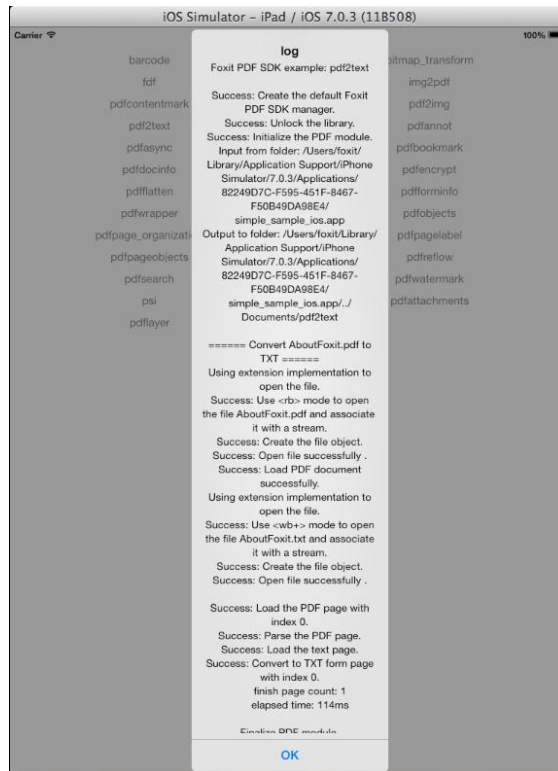 iOS Simulator – iPad / iOS 7.0.3 (11B508)
Carrier 100%
log
Foxit PDF SDK example: pdf2text
Success: Create the default Foxit
PDF SDK manager.
Success: Unlock the library.
Success: Initialize the PDF module.
Input from folder: /Users/foxit/
Library/Application Support/iPhone
Simulator/7.0.3/Applications/
82249D7C-F595-451F-8467-
F50B49DA98E4/
simple_sample_ios.app
Output to folder: /Users/foxit/Library/
Application Support/iPhone
Simulator/7.0.3/Applications/
82249D7C-F595-451F-8467-
F50B49DA98E4/
simple_sample_ios.app/../
Documents/pdf2text
====== Convert AboutFoxit.pdf to
TXT ======
Using extension implementation to
open the file.
Success: Use <rb> mode to open
the file AboutFoxit.pdf and associate
it with a stream.
Success: Create the file object.
Success: Open file successfully .
Success: Load PDF document
successfully.
Using extension implementation to
open the file.
Success: Use <wb+> mode to open
the file AboutFoxit.txt and associate
it with a stream.
Success: Create the file object.
Success: Open file successfully .
Success: Load the PDF page with
index 0.
Success: Parse the PDF page.
Success: Load the text page.
Success: Convert to TXT form page
with index 0.
finish page count: 1
elapsed time: 114ms
Finalize PDF module
OK
barcode
fdf
pdfcontentmark
pdf2text
pdfasync
pdfdocinfo
pdfflatten
pdfwrapper
pdfpage_organizati
pdfpageobjects
pdfsearch
psi
pdflayer
bitmap_transform
img2pdf
pdf2img
pdfannot
pdfbookmark
pdfencrypt
pdfforminfo
pdfobjects
pdfpagelabel
pdfreflow
pdfwatermark
pdfattachments